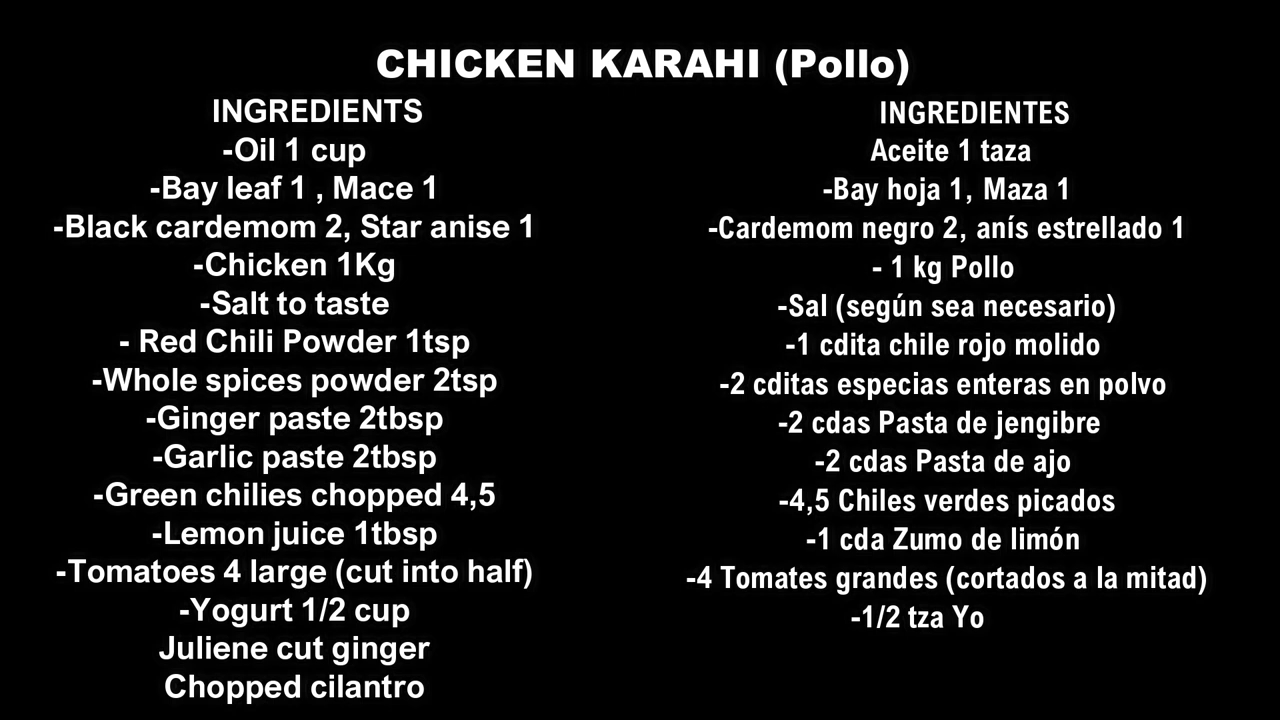 CHICKEN KARAHI (Pollo)
INGREDIENTS
-Oil 1 cup
-Bay leaf 1 , Mace 1
-Black cardemom 2, Star anise 1
-Chicken 1Kg
-Salt to taste
- Red Chili Powder 1tsp
-Whole spices powder 2tsp
-Ginger paste 2tbsp
-Garlic paste 2tbsp
-Green chilies chopped 4,5
-Lemon juice 1tbsp
-Tomatoes 4 large (cut into half)
-Yogurt 1/2 cup
Juliene cut ginger
Chopped cilantro
INGREDIENTES
Aceite 1 taza
-Bay hoja 1, Maza 1
-Cardemom negro 2, anís estrellado 1
- 1 kg Pollo
-Sal (según sea necesario)
-1 cdita chile rojo molido
-2 cditas especias enteras en polvo
-2 cdas Pasta de jengibre
-2 cdas Pasta de ajo
-4,5 Chiles verdes picados
-1 cda Zumo de limón
-4 Tomates grandes (cortados a la mitad)
-1/2 tza Yo